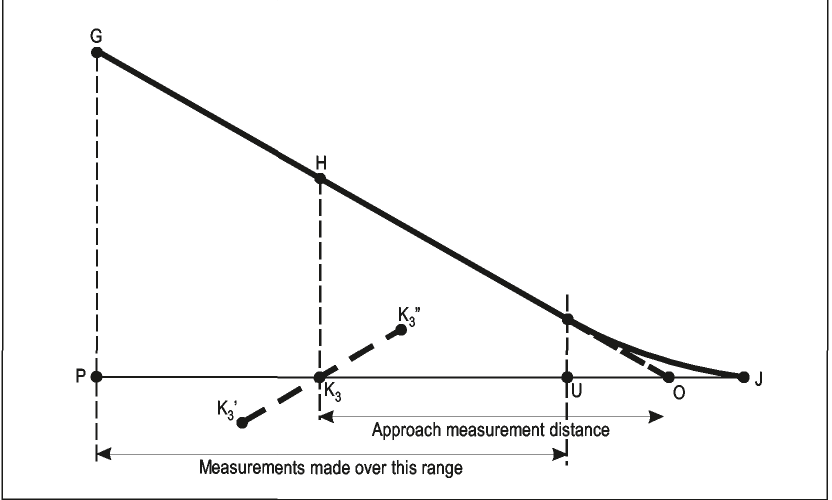 G
H
K₃"
P
K₃
U
O
J
K₃'
Approach measurement distance
Measurements made over this range